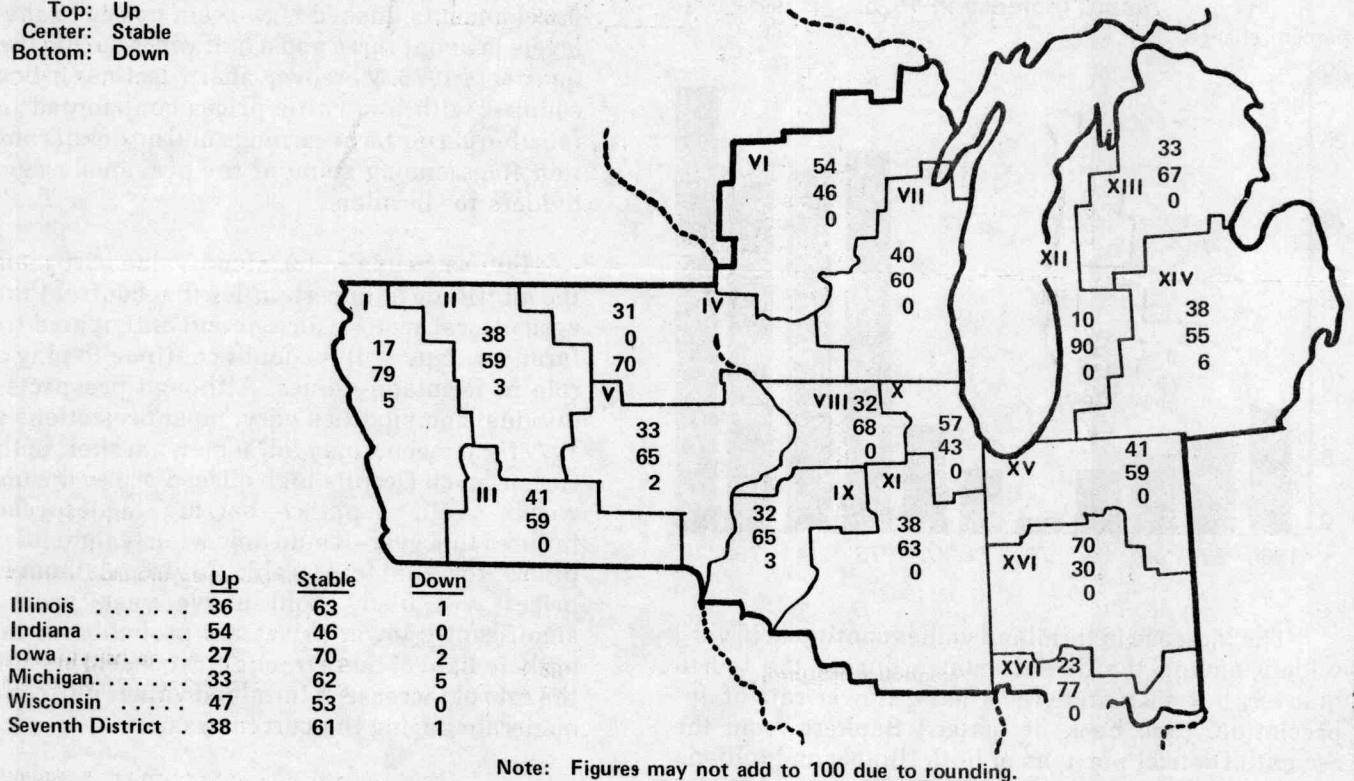 Top: Up
Center: Stable
Bottom: Down
VI
54
46
0
VII
40
60
0
XIII
33
67
0
XII
10
90
0
XIV
38
55
6
I
17
79
5
II
38
59
3
IV
31
0
70
V
33
65
2
III
41
59
0
VIII
32
68
0
X
57
43
0
IX
32
65
3
XI
38
63
0
XV
41
59
0
XVI
70
30
0
XVII
23
77
0
Up Stable Down
Illinois . . . . . 36 63 1
Indiana . . . . . 54 46 0
Iowa . . . . . . 27 70 2
Michigan. . . . . 33 62 5
Wisconsin . . . 47 53 0
Seventh District . 38 61 1
Note: Figures may not add to 100 due to rounding.